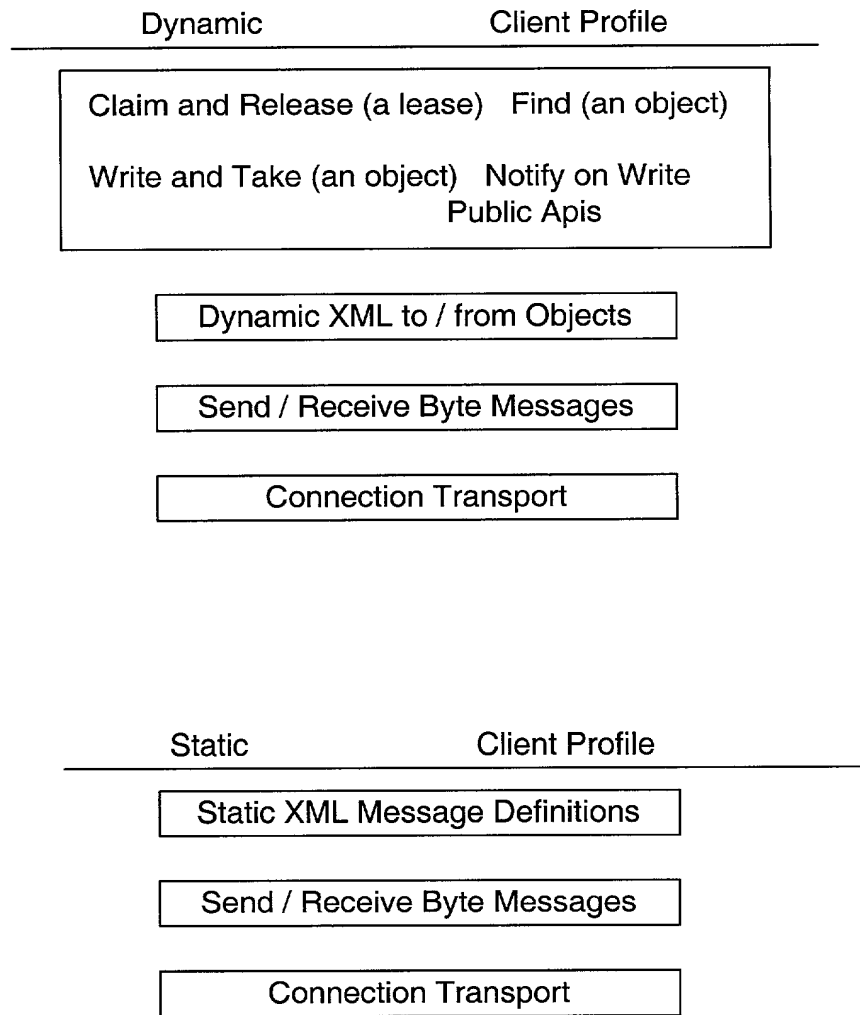 Dynamic Client Profile
Claim and Release (a lease) Find (an object)
Write and Take (an object) Notify on Write
Public Apis
Dynamic XML to / from Objects
Send / Receive Byte Messages
Connection Transport
Static Client Profile
Static XML Message Definitions
Send / Receive Byte Messages
Connection Transport